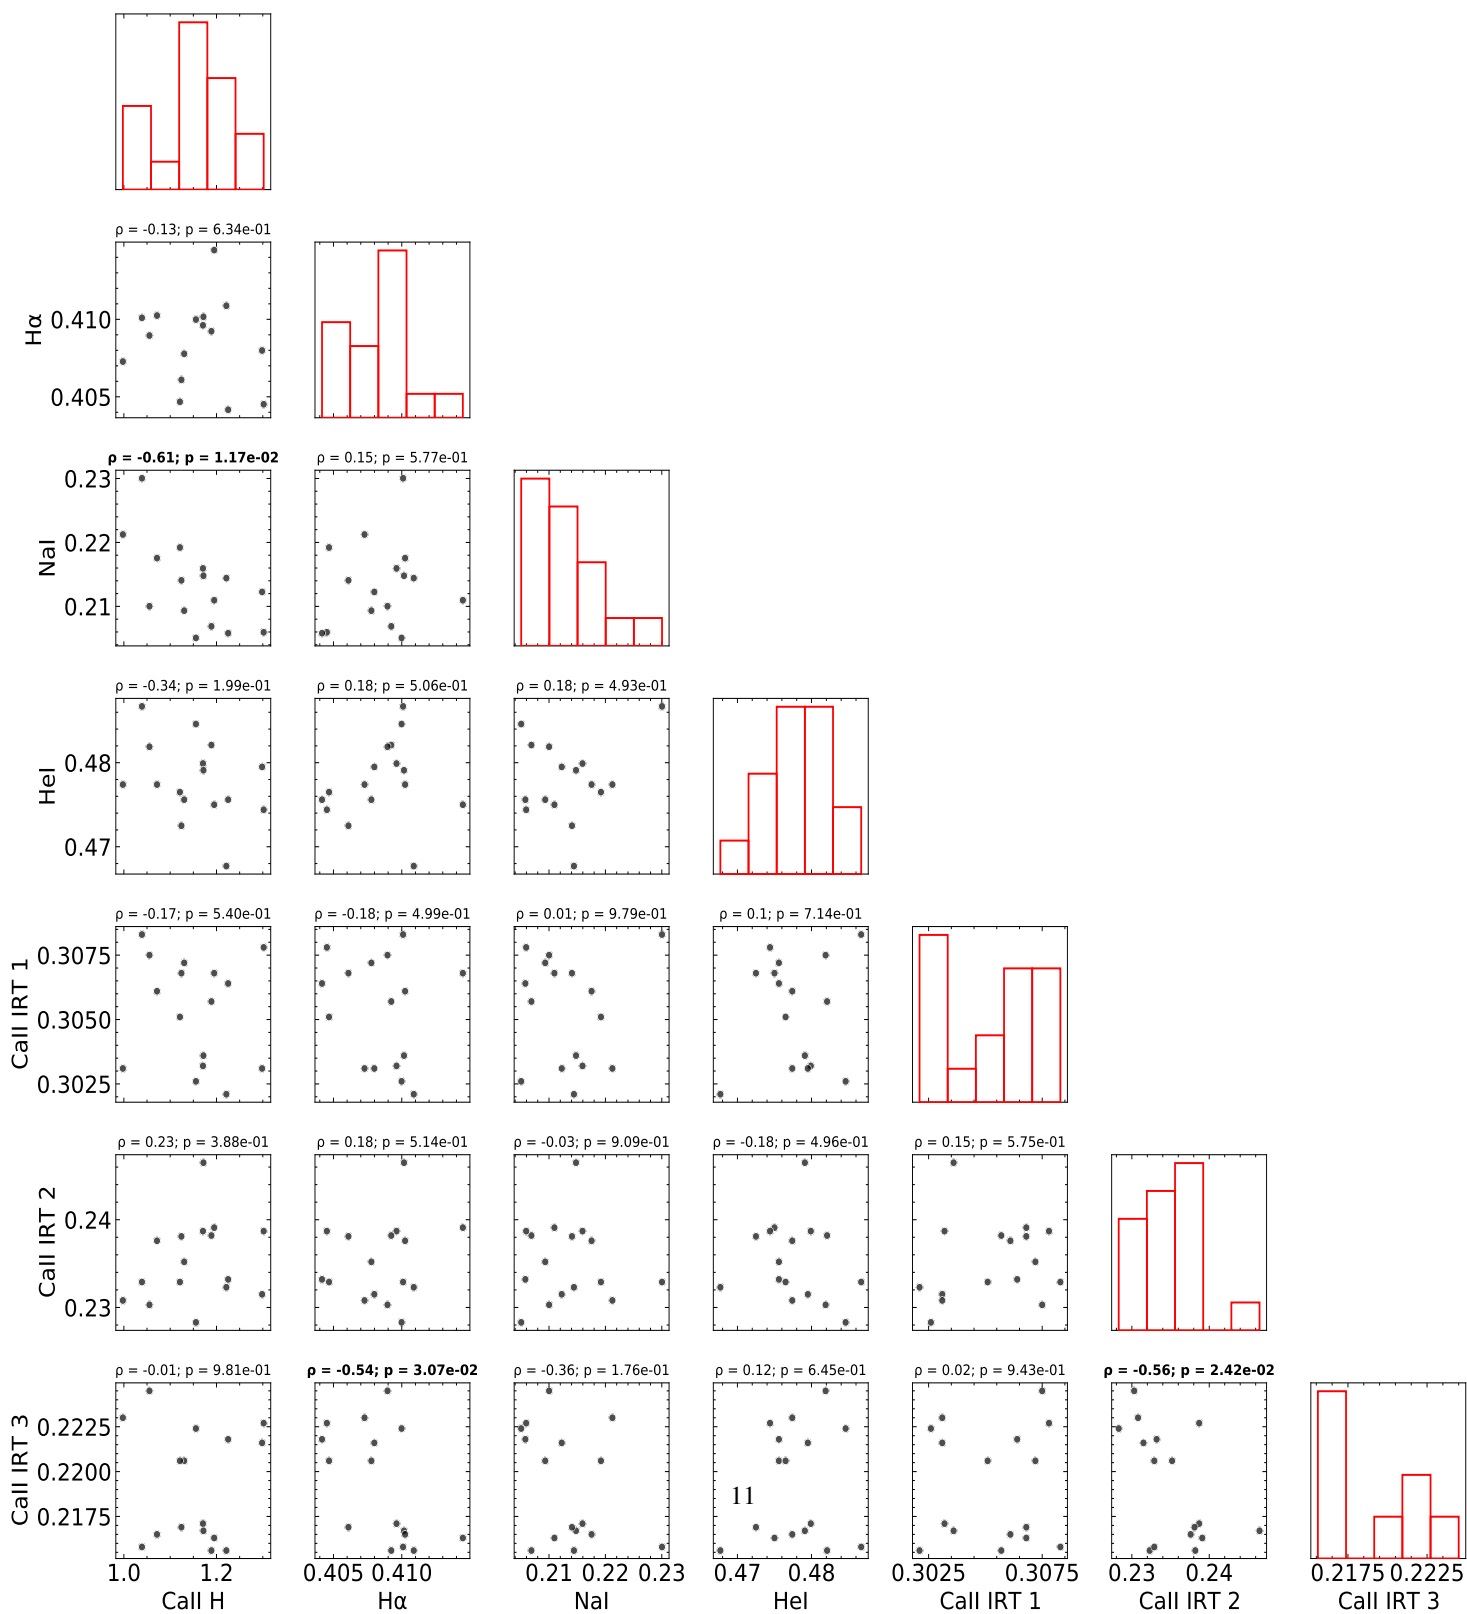 ρ = -0.13; p = 6.34e-01
Hα
0.410
0.405
ρ = -0.61; p = 1.17e-02
ρ = 0.15; p = 5.77e-01
NaI
0.23
0.22
0.21
ρ = -0.34; p = 1.99e-01
ρ = 0.18; p = 5.06e-01
ρ = 0.18; p = 4.93e-01
HeI
0.48
0.47
ρ = -0.17; p = 5.40e-01
ρ = -0.18; p = 4.99e-01
ρ = 0.01; p = 9.79e-01
ρ = 0.1; p = 7.14e-01
CaII IRT 1
0.3075
0.3050
0.3025
ρ = 0.23; p = 3.88e-01
ρ = 0.18; p = 5.14e-01
ρ = -0.03; p = 9.09e-01
ρ = -0.18; p = 4.96e-01
ρ = 0.15; p = 5.75e-01
CaII IRT 2
0.24
0.23
ρ = -0.01; p = 9.81e-01
ρ = -0.54; p = 3.07e-02
ρ = -0.36; p = 1.76e-01
ρ = 0.12; p = 6.45e-01
ρ = 0.02; p = 9.43e-01
ρ = -0.56; p = 2.42e-02
CaII IRT 3
0.2225
0.2200
0.2175
11
1.0 1.2
0.405 0.410
0.21 0.22 0.23
0.47 0.48
0.3025 0.3075
0.23 0.24
0.2175 0.2225
CaII H
Hα
NaI
HeI
CaII IRT 1
CaII IRT 2
CaII IRT 3